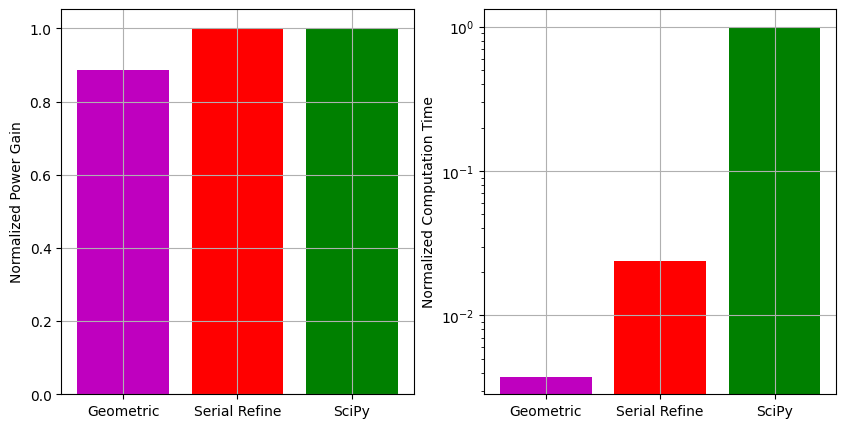 Normalized Power Gain
1.0
0.8
0.6
0.4
0.2
0.0
Geometric Serial Refine SciPy
Normalized Computation Time
10⁰
10⁻¹
10⁻²
Geometric Serial Refine SciPy